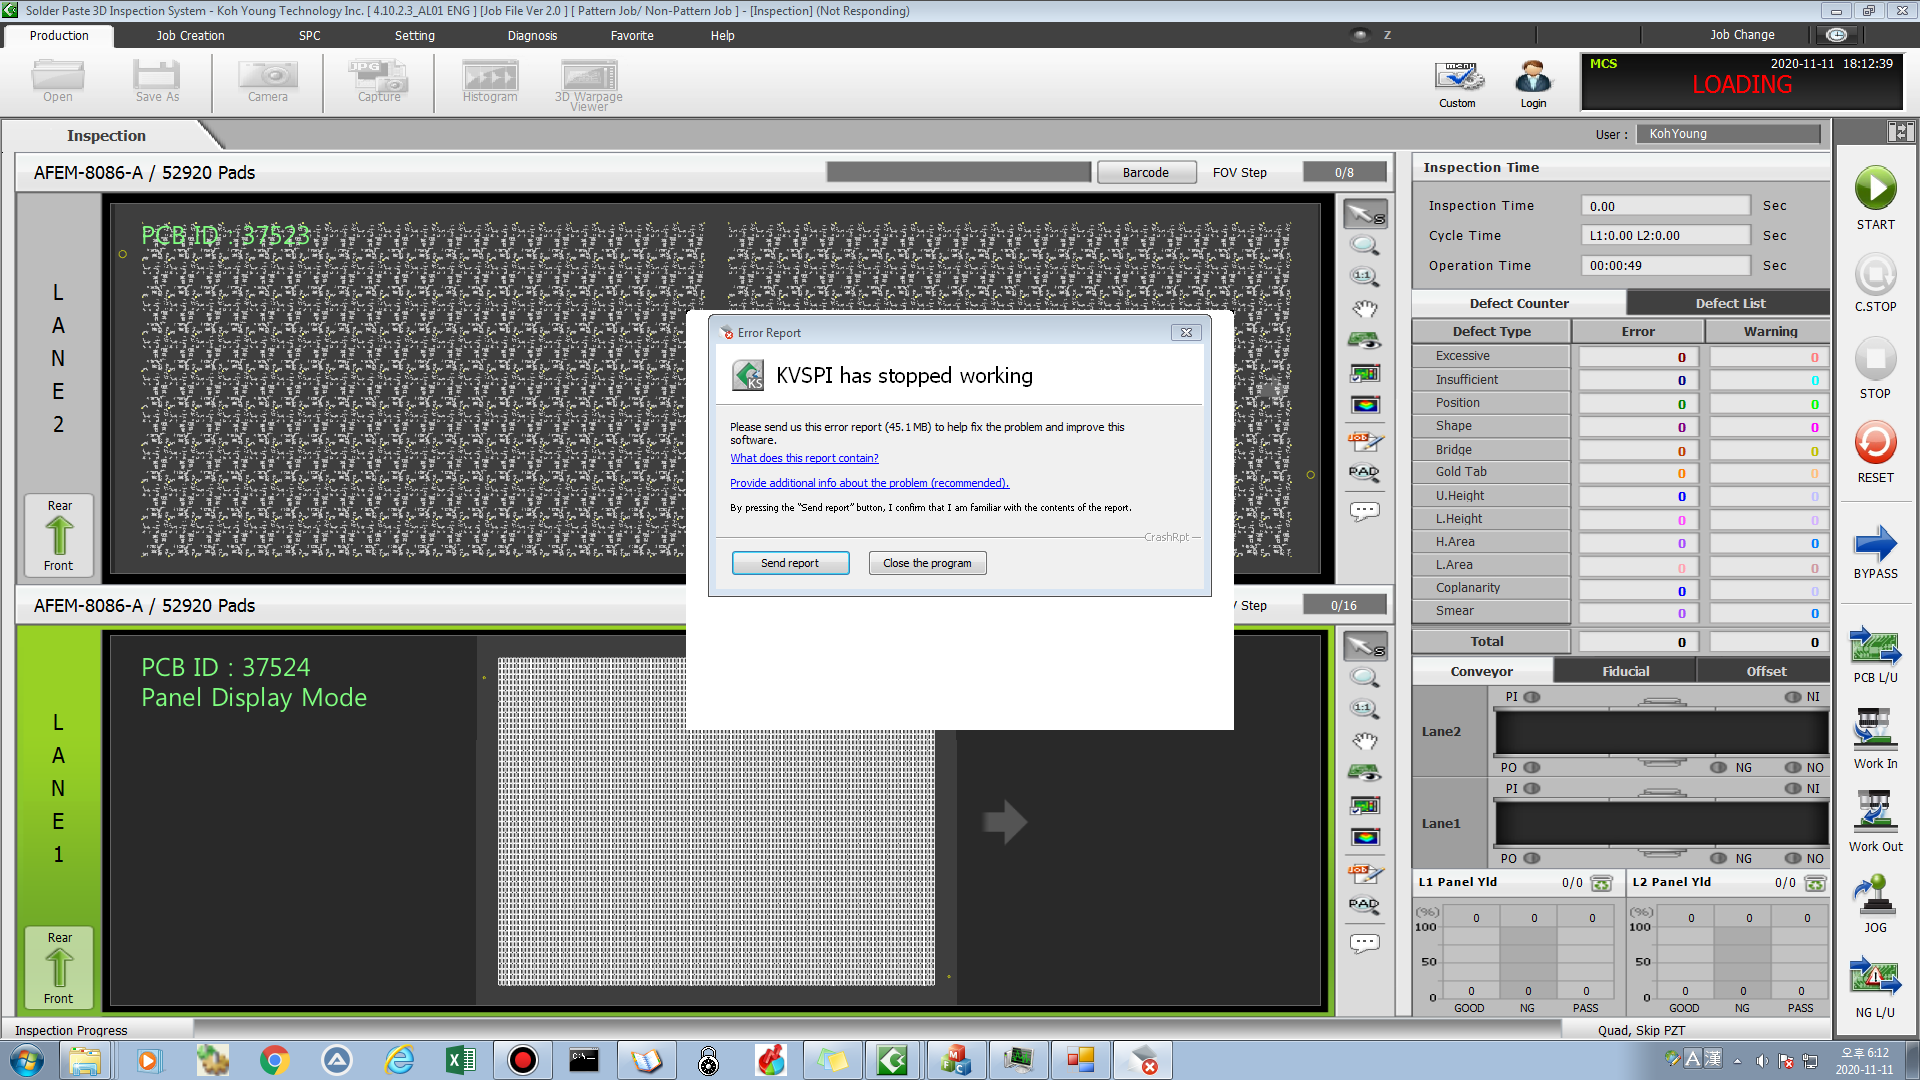 Solder Paste 3D Inspection System - Koh Young Technology Inc. [ 4.10.2.3_AL01 ENG ] [Job File Ver 2.0 ] [ Pattern Job/ Non-Pattern Job ] - [Inspection] (Not Responding)
Production
Job Creation
SPC
Setting
Diagnosis
Favorite
Help
Z
Job Change
Open
Save As
Camera
JPG
Capture
Histogram
3D Warpage
Viewer
menu
Custom
Login
MCS
2020-11-11 18:12:39
LOADING
Inspection
User :
KohYoung
AFEM-8086-A / 52920 Pads
Barcode
FOV Step
0/8
LANE2
PCB ID : 37523
Rear
Front
S
1:1
JOB
PAD
Error Report
KS
KVSPI has stopped working
Please send us this error report (45.1 MB) to help fix the problem and improve this
software.
What does this report contain?
Provide additional info about the problem (recommended).
By pressing the "Send report" button, I confirm that I am familiar with the contents of the report.
CrashRpt
Send report
Close the program
AFEM-8086-A / 52920 Pads
Step
0/16
LANE1
PCB ID : 37524
Panel Display Mode
Rear
Front
S
1:1
JOB
PAD
Inspection Time
Inspection Time 0.00 Sec
Cycle Time L1:0.00 L2:0.00 Sec
Operation Time 00:00:49 Sec
Defect Counter
Defect List
Defect Type Error Warning
Excessive 0 0
Insufficient 0 0
Position 0 0
Shape 0 0
Bridge 0 0
Gold Tab 0 0
U.Height 0 0
L.Height 0 0
H.Area 0 0
L.Area 0 0
Coplanarity 0 0
Smear 0 0
Total 0 0
Conveyor
Fiducial
Offset
PI NI
Lane2
PO NG NO
PI NI
Lane1
PO NG NO
L1 Panel Yld 0/0
(%)
0 0 0
100
50
0
0 0 0
GOOD NG PASS
L2 Panel Yld 0/0
(%)
0 0 0
100
50
0
0 0 0
GOOD NG PASS
START
C.STOP
STOP
RESET
BYPASS
PCB L/U
Work In
Work Out
JOG
NG L/U
Inspection Progress
Quad, Skip PZT
C:\
A 漢
오후 6:12
2020-11-11